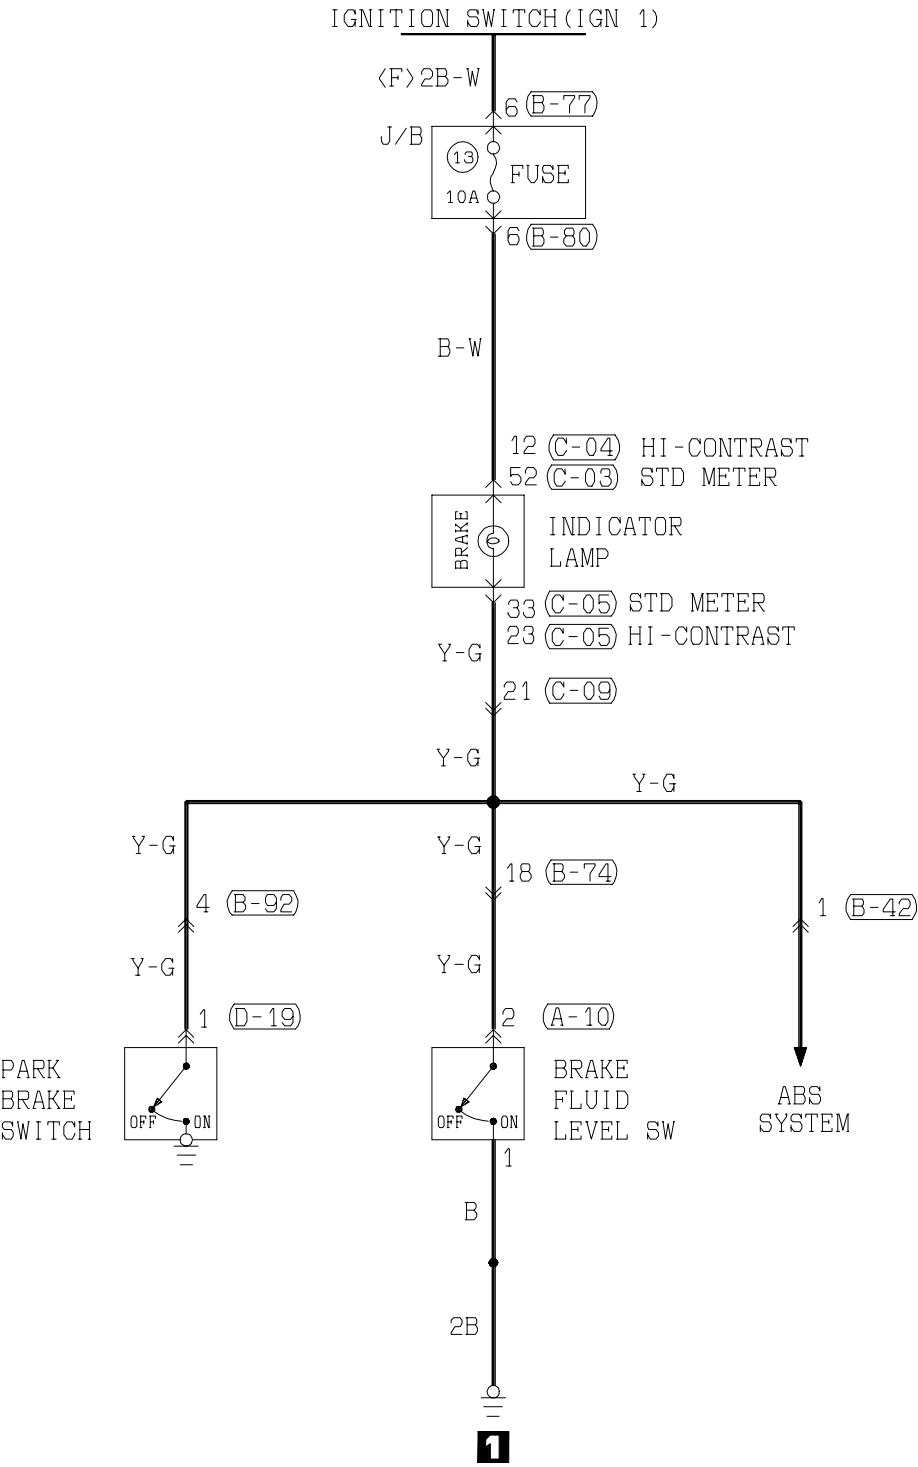 IGNITION SWITCH(IGN 1)
<F>2B-W
6 (B-77)
J/B
13
FUSE
10A
6 (B-80)
B-W
12 (C-04) HI-CONTRAST
52 (C-03) STD METER
BRAKE
INDICATOR
LAMP
33 (C-05) STD METER
23 (C-05) HI-CONTRAST
Y-G
21 (C-09)
Y-G
Y-G
Y-G
Y-G
18 (B-74)
4 (B-92)
1 (B-42)
Y-G
Y-G
1 (D-19)
2 (A-10)
PARK
BRAKE
SWITCH
OFF
ON
OFF
ON
BRAKE
FLUID
LEVEL SW
ABS
SYSTEM
1
B
2B
1